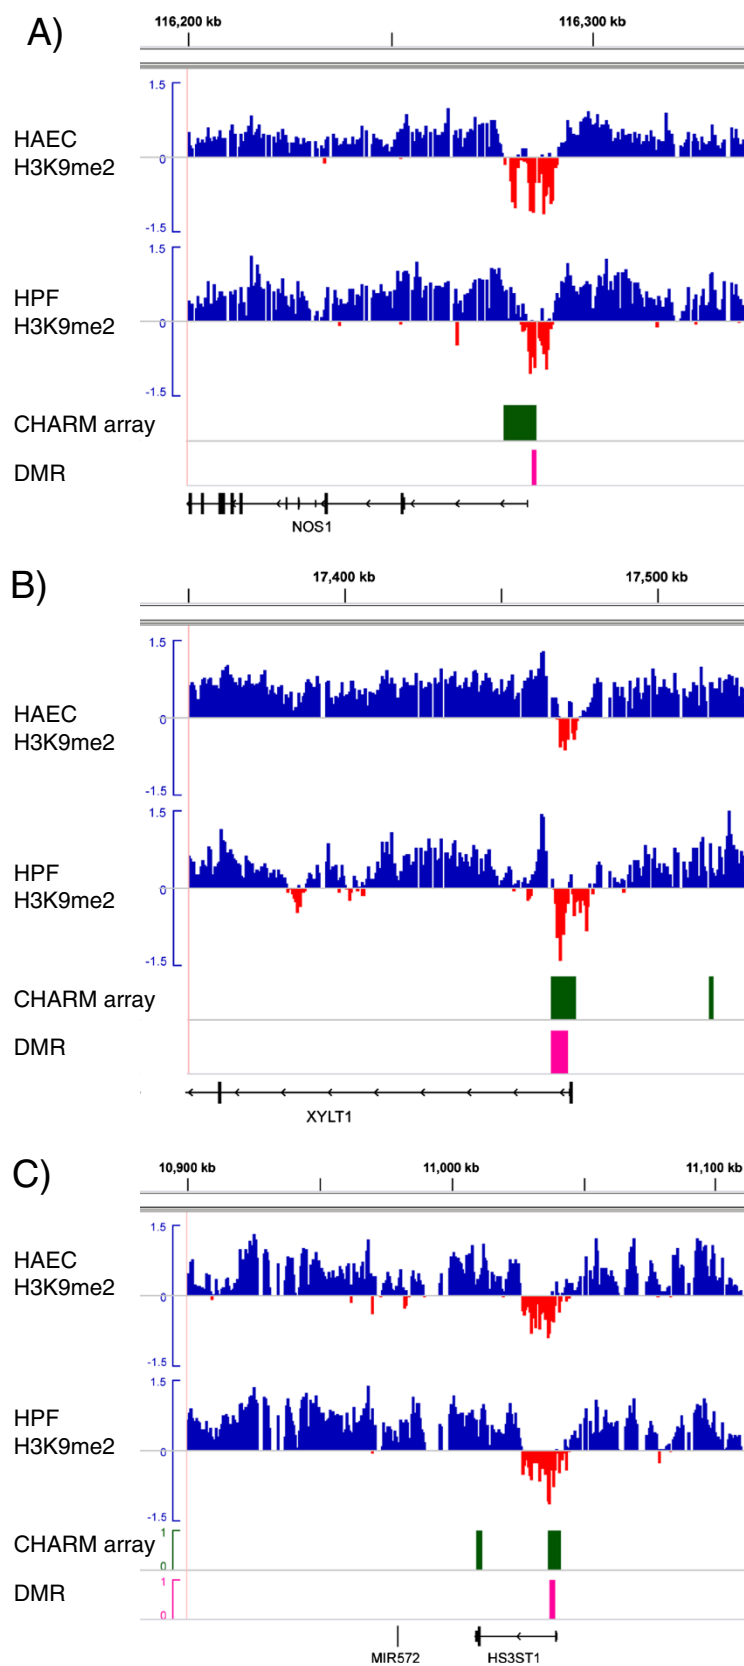 A)
116,200 kb
116,300 kb
1.5
HAEC
H3K9me2
0
-1.5
1.5
HPF
H3K9me2
0
-1.5
CHARM array
DMR
NOS1
B)
17,400 kb
17,500 kb
1.5
HAEC
H3K9me2
0
-1.5
1.5
HPF
H3K9me2
0
-1.5
CHARM array
DMR
XYLT1
C)
10,900 kb
11,000 kb
11,100 kb
1.5
HAEC
H3K9me2
0
-1.5
1.5
HPF
H3K9me2
0
-1.5
CHARM array
1
0
DMR
1
0
MIR572
HS3ST1